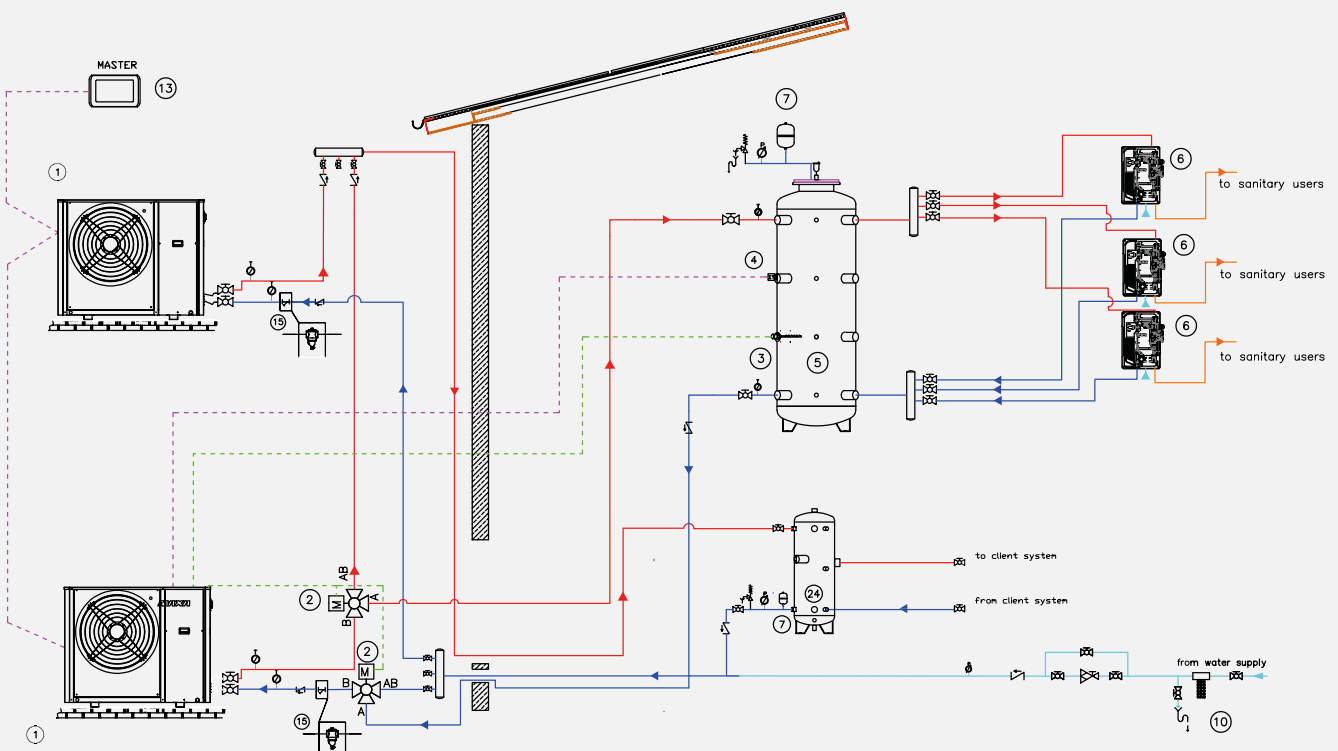 MASTER
13
7
1
6
to sanitary users
4
6
to sanitary users
15
3
5
6
to sanitary users
to client system
AB
2
A
24
from client system
B
7
2
M
M
from water supply
B
AB
A
15
10
1